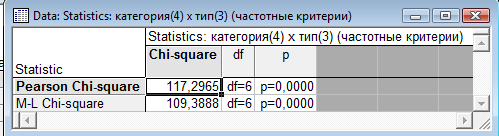 Data: Statistics: категория(4) x тип(3) (частотные критерии)
Statistics: категория(4) x тип(3) (частотные критерии)
Statistic Chi-square df p
Pearson Chi-square 117,2965 df=6 p=0,0000
M-L Chi-square 109,3888 df=6 p=0,0000